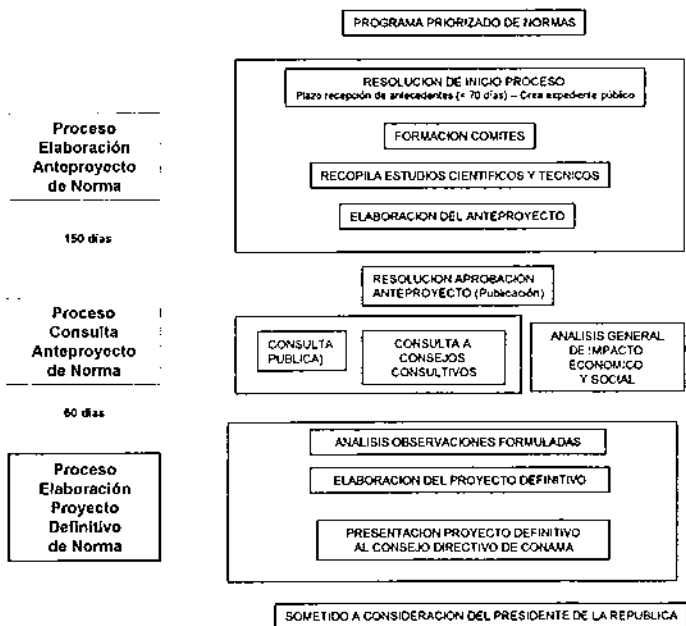 PROGRAMA PRIORIZADO DE NORMAS
RESOLUCION DE INICIO PROCESO
Plazo recepción de antecedentes (< 70 días) – Crea expediente público
Proceso
Elaboración
Anteproyecto
de Norma
FORMACION COMITES
RECOPILA ESTUDIOS CIENTIFICOS Y TECNICOS
ELABORACION DEL ANTEPROYECTO
150 días
RESOLUCION APROBACION
ANTEPROYECTO (Publicación)
Proceso
Consulta
Anteproyecto
de Norma
CONSULTA
PUBLICA)
CONSULTA A
CONSEJOS
CONSULTIVOS
ANALISIS GENERAL
DE IMPACTO
ECONOMICO
Y SOCIAL
60 días
ANALISIS OBSERVACIONES FORMULADAS
Proceso
Elaboración
Proyecto
Definitivo
de Norma
ELABORACION DEL PROYECTO DEFINITIVO
PRESENTACION PROYECTO DEFINITIVO
AL CONSEJO DIRECTIVO DE CONAMA
SOMETIDO A CONSIDERACION DEL PRESIDENTE DE LA REPUBLICA